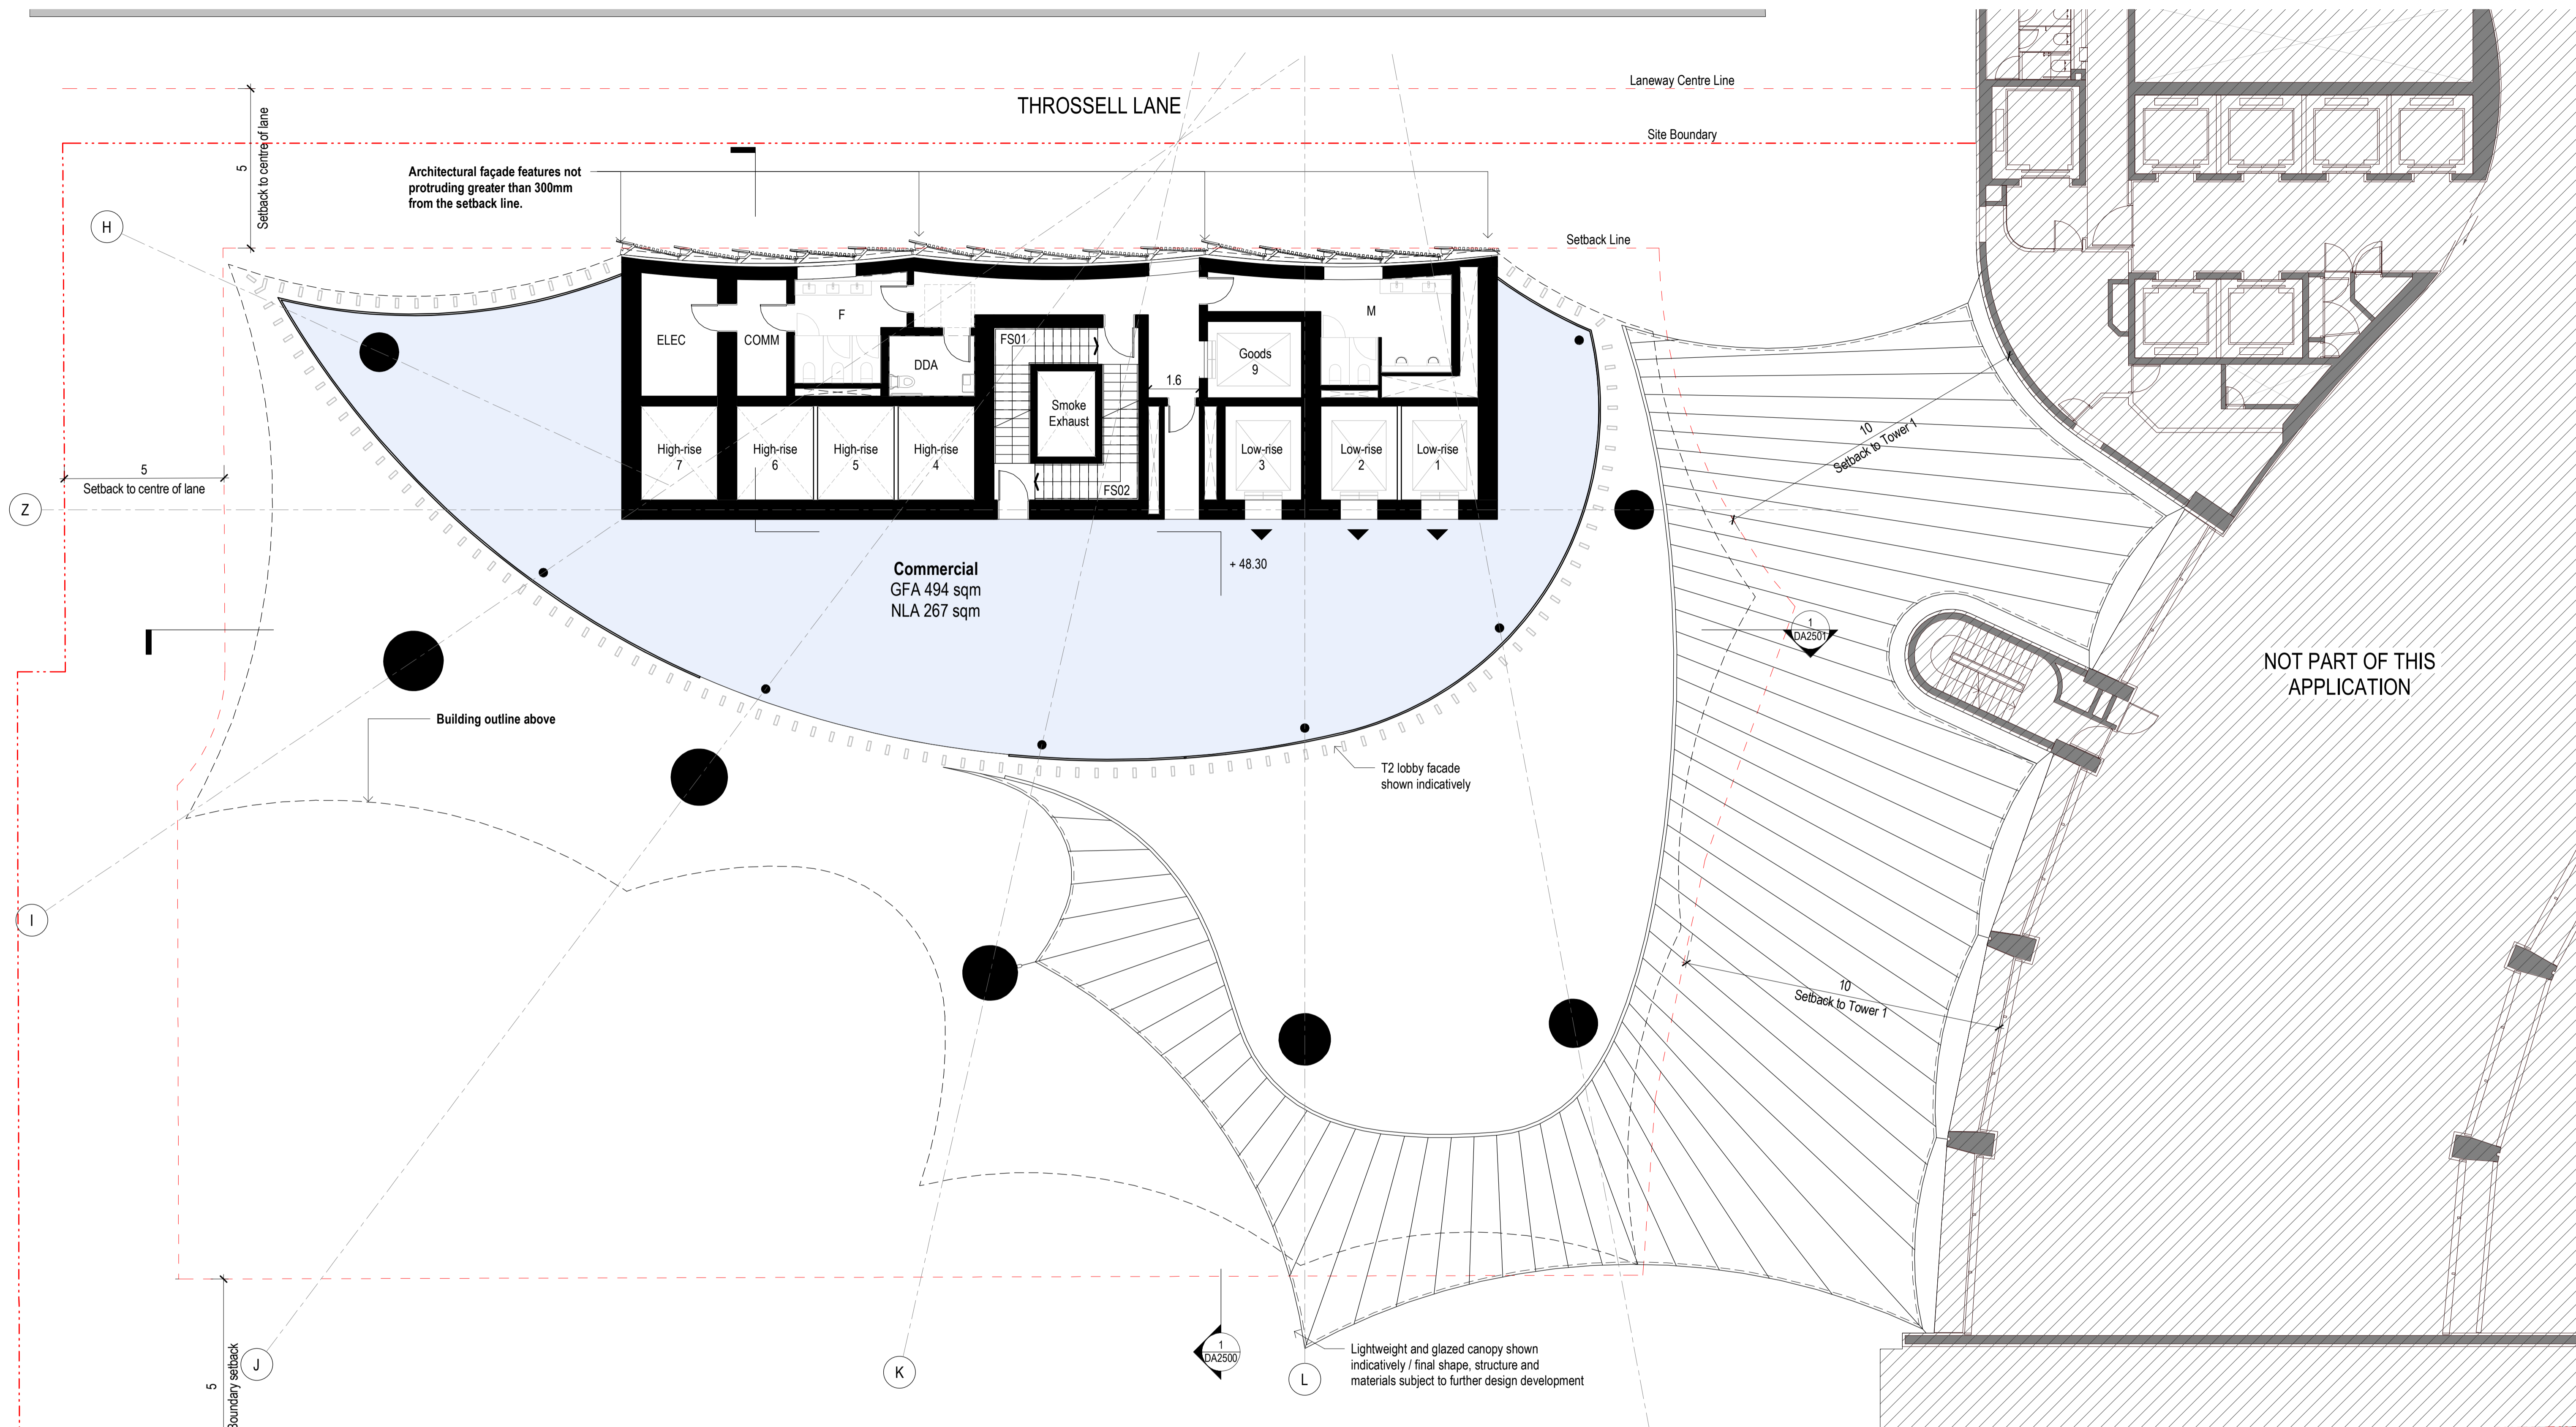 Laneway Centre Line
THROSSELL LANE
Site Boundary
5
Setback to centre of lane
Architectural façade features not
protruding greater than 300mm
from the setback line.
H
Setback Line
ELEC
COMM
F
DDA
FS01
Smoke
Exhaust
FS02
1.6
Goods
9
M
High-rise
7
High-rise
6
High-rise
5
High-rise
4
Low-rise
3
Low-rise
2
Low-rise
1
10
Setback to Tower 1
5
Setback to centre of lane
Z
Commercial
GFA 494 sqm
NLA 267 sqm
+ 48.30
1
DA2501
NOT PART OF THIS
APPLICATION
Building outline above
T2 lobby facade
shown indicatively
I
10
Setback to Tower 1
1
DA2500
Lightweight and glazed canopy shown
indicatively / final shape, structure and
materials subject to further design development
J
K
L
5
Boundary setback